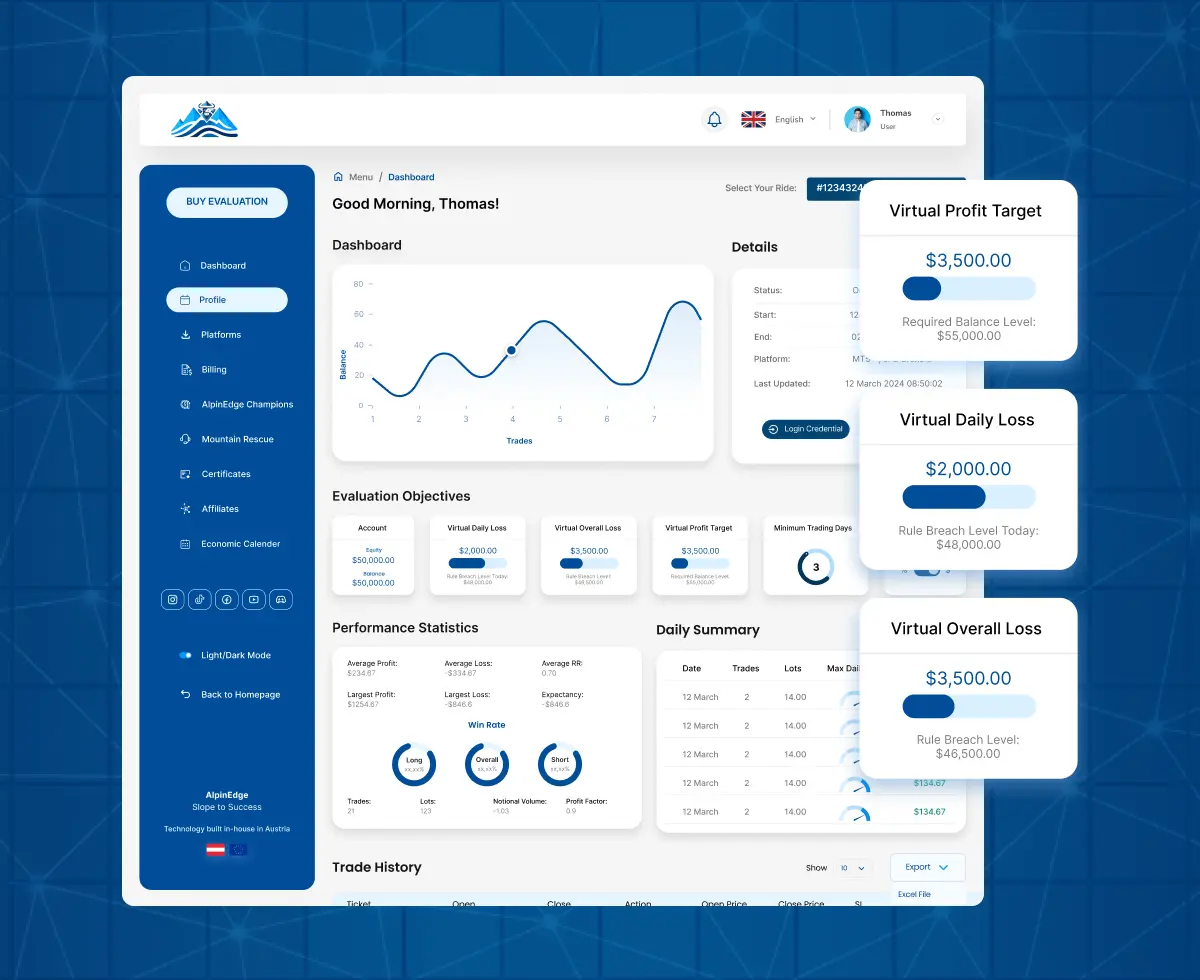 English
Thomas
User
BUY EVALUATION
Dashboard
Profile
Platforms
Billing
AlpinEdge Champions
Mountain Rescue
Certificates
Affiliates
Economic Calender
Light/Dark Mode
Back to Homepage
AlpinEdge
Slope to Success
Technology built in-house in Austria
Menu / Dashboard
Good Morning, Thomas!
Select Your Ride:
#1234324
Dashboard
80
60
40
20
0
Balance
1 2 3 4 5 6 7
Trades
Details
Status:
Start: 12
End: 02
Platform: MT5
Last Updated: 12 March 2024 08:50:02
Login Credential
Evaluation Objectives
Account
Equity
$50,000.00
Balance
$50,000.00
Virtual Daily Loss
$2,000.00
Rule Breach Level Today:
$48,000.00
Virtual Overall Loss
$3,500.00
Rule Breach Level:
$46,500.00
Virtual Profit Target
$3,500.00
Required Balance Level:
$55,000.00
Minimum Trading Days
3
Performance Statistics
Average Profit: Average Loss: Average RR:
$234.67 -$334.67 0.70
Largest Profit: Largest Loss: Expectancy:
$1254.67 -$846.6 -$846.6
Win Rate
Long
xx,xx%
Overall
xx,xx%
Short
xx,xx%
Trades: Lots: Notional Volume: Profit Factor:
21 123 -1.03 0.9
Daily Summary
Date Trades Lots Max Dai
12 March 2 14.00
12 March 2 14.00
12 March 2 14.00
12 March 2 14.00 $134.67
12 March 2 14.00 $134.67
Trade History
Show 10
Export
Excel File
Ticket Open Close Action Open Price Close Price SL
Virtual Profit Target
$3,500.00
Required Balance Level:
$55,000.00
Virtual Daily Loss
$2,000.00
Rule Breach Level Today:
$48,000.00
Virtual Overall Loss
$3,500.00
Rule Breach Level:
$46,500.00